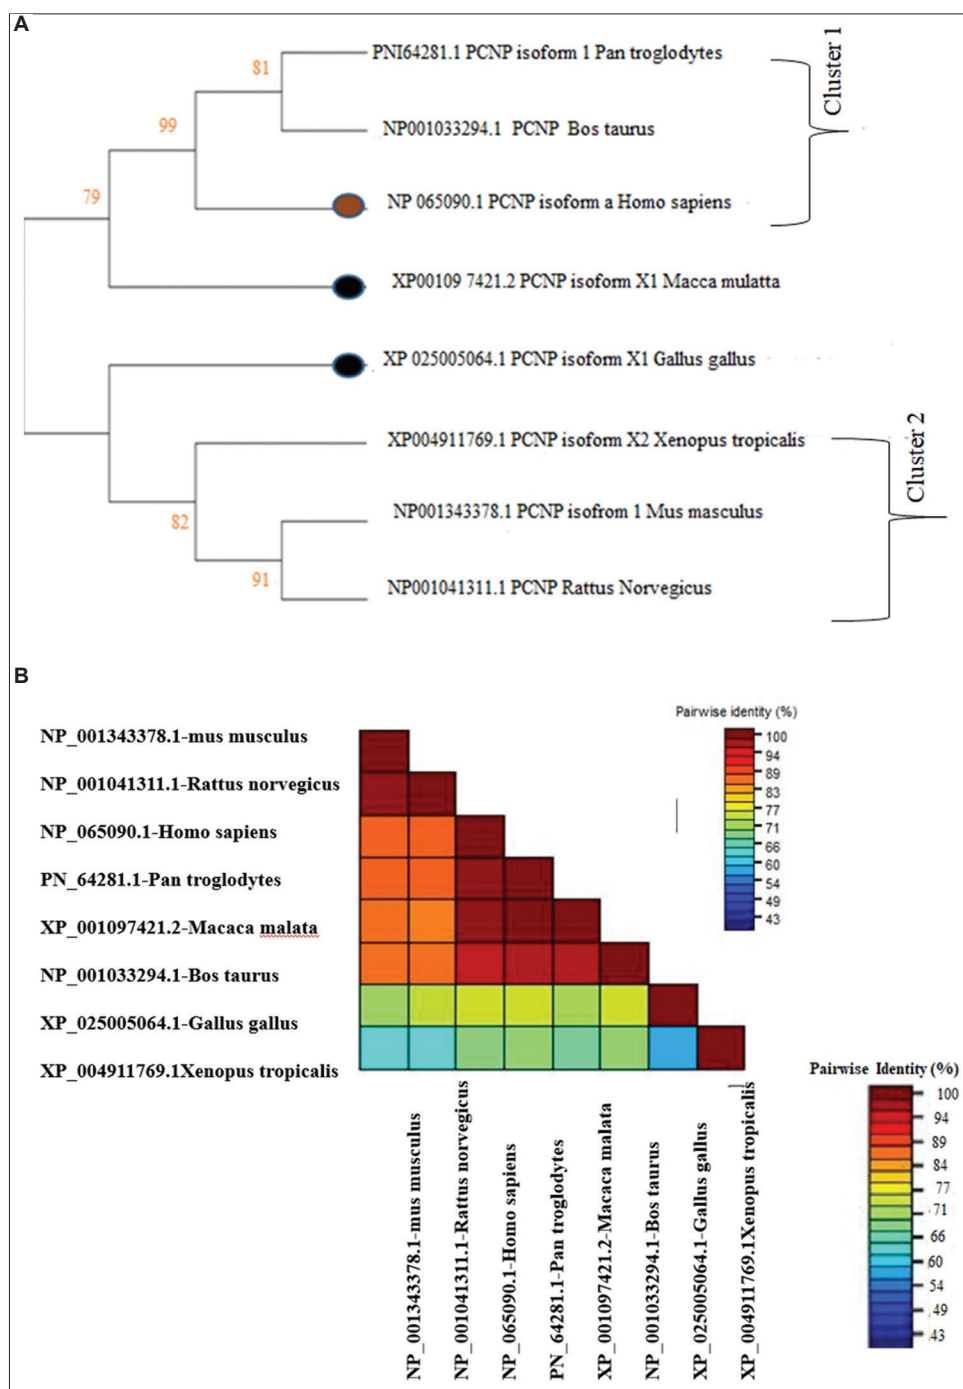 A
PNI64281.1 PCNP isoform 1 Pan troglodytes
81
Cluster 1
99
NP001033294.1 PCNP Bos taurus
79
NP 065090.1 PCNP isoform a Homo sapiens
XP00109 7421.2 PCNP isoform X1 Macca mulatta
XP 025005064.1 PCNP isoform X1 Gallus gallus
XP004911769.1 PCNP isoform X2 Xenopus tropicalis
Cluster 2
82
NP001343378.1 PCNP isofrom 1 Mus masculus
91
NP001041311.1 PCNP Rattus Norvegicus
B
Pairwise identity (%)
100
94
89
83
77
71
66
60
54
49
43
NP_001343378.1-mus musculus
NP_001041311.1-Rattus norvegicus
NP_065090.1-Homo sapiens
PN_64281.1-Pan troglodytes
XP_001097421.2-Macaca malata
NP_001033294.1-Bos taurus
XP_025005064.1-Gallus gallus
XP_004911769.1Xenopus tropicalis
NP_001343378.1-mus musculus
NP_001041311.1-Rattus norvegicus
NP_065090.1-Homo sapiens
PN_64281.1-Pan troglodytes
XP_001097421.2-Macaca malata
NP_001033294.1-Bos taurus
XP_025005064.1-Gallus gallus
XP_004911769.1Xenopus tropicalis
Pairwise Identity (%)
100
94
89
84
77
71
66
60
54
49
43